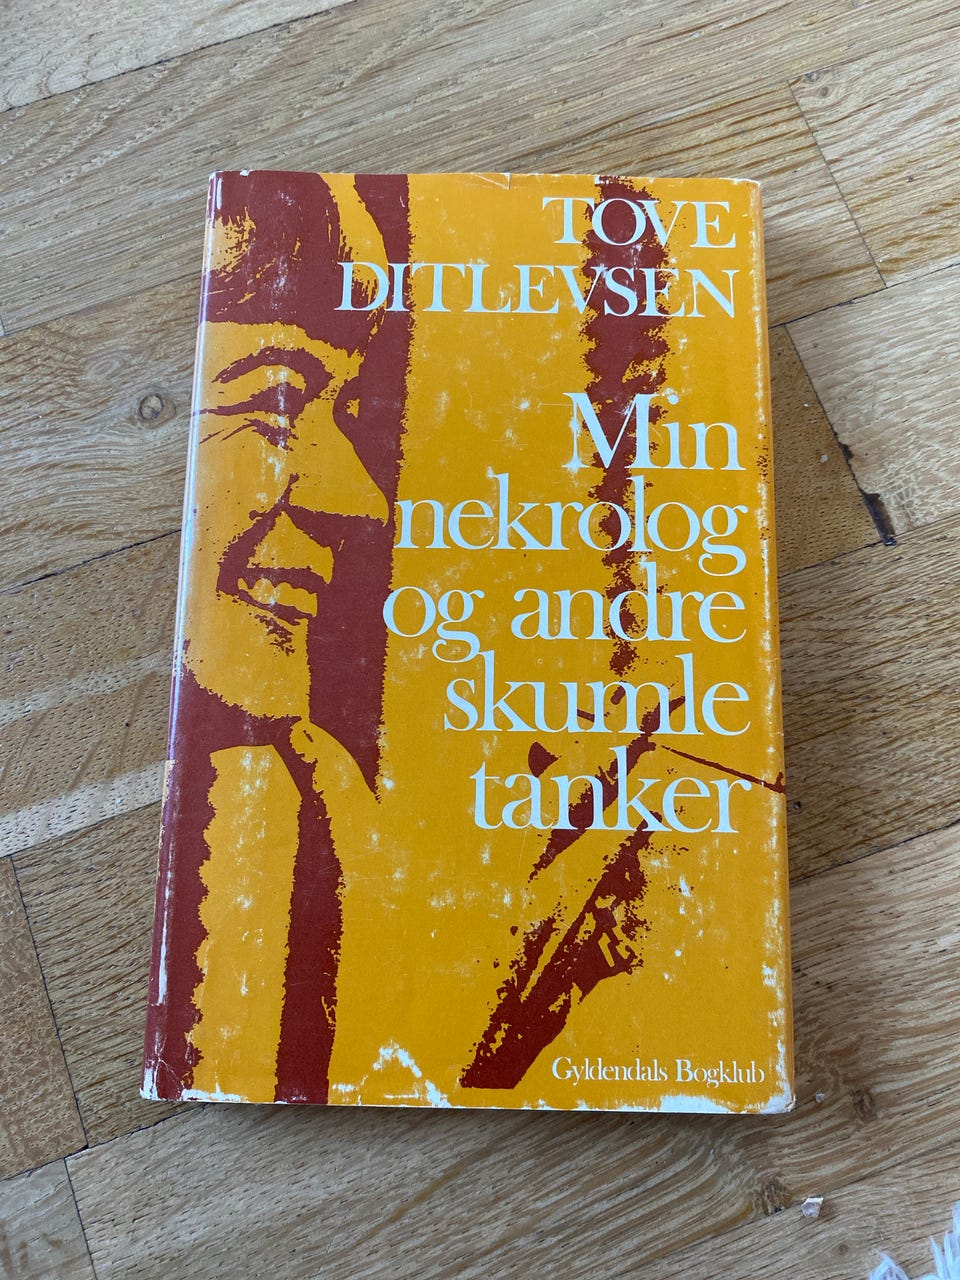 TOVE
DITLEVSEN
Min
nekrolog
og andre
skumle
tanker
Gyldendals Bogklub